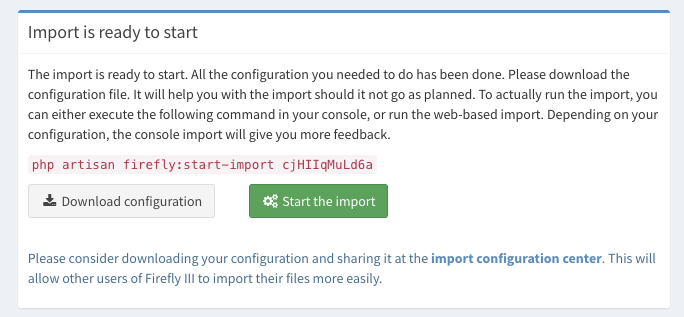 Import is ready to start
The import is ready to start. All the configuration you needed to do has been done. Please download the
configuration file. It will help you with the import should it not go as planned. To actually run the import, you
can either execute the following command in your console, or run the web-based import. Depending on your
configuration, the console import will give you more feedback.
php artisan firefly:start-import cjHIIqMuLd6a
Download configuration
Start the import
Please consider downloading your configuration and sharing it at the import configuration center. This will
allow other users of Firefly III to import their files more easily.